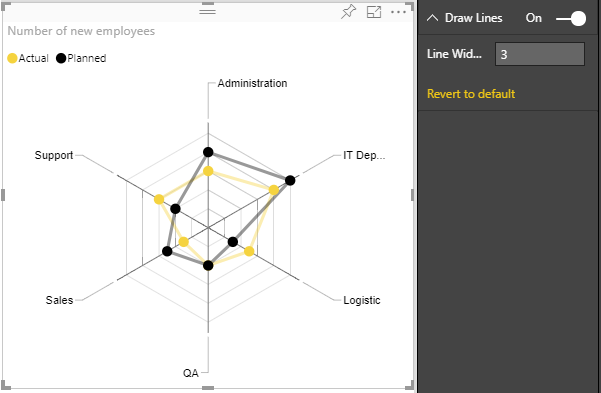 Number of new employees
Actual Planned
Administration
Support
IT Dep...
Sales
Logistic
QA
Draw Lines On
Line Wid... 3
Revert to default